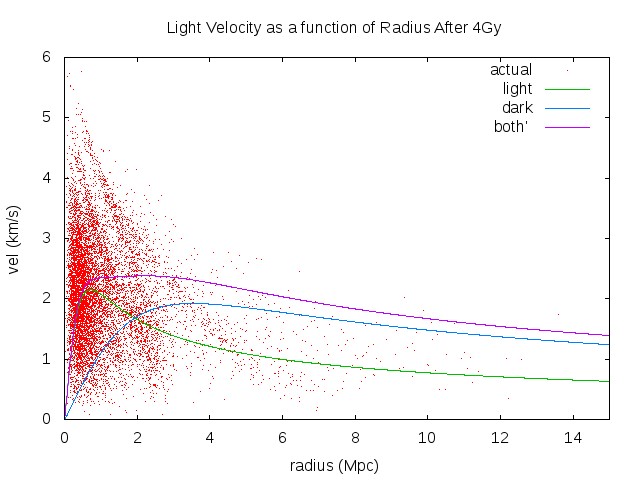 Light Velocity as a function of Radius After 4Gy
actual
light
dark
both'
6
5
4
3
2
1
0
vel (km/s)
0 2 4 6 8 10 12 14
radius (Mpc)